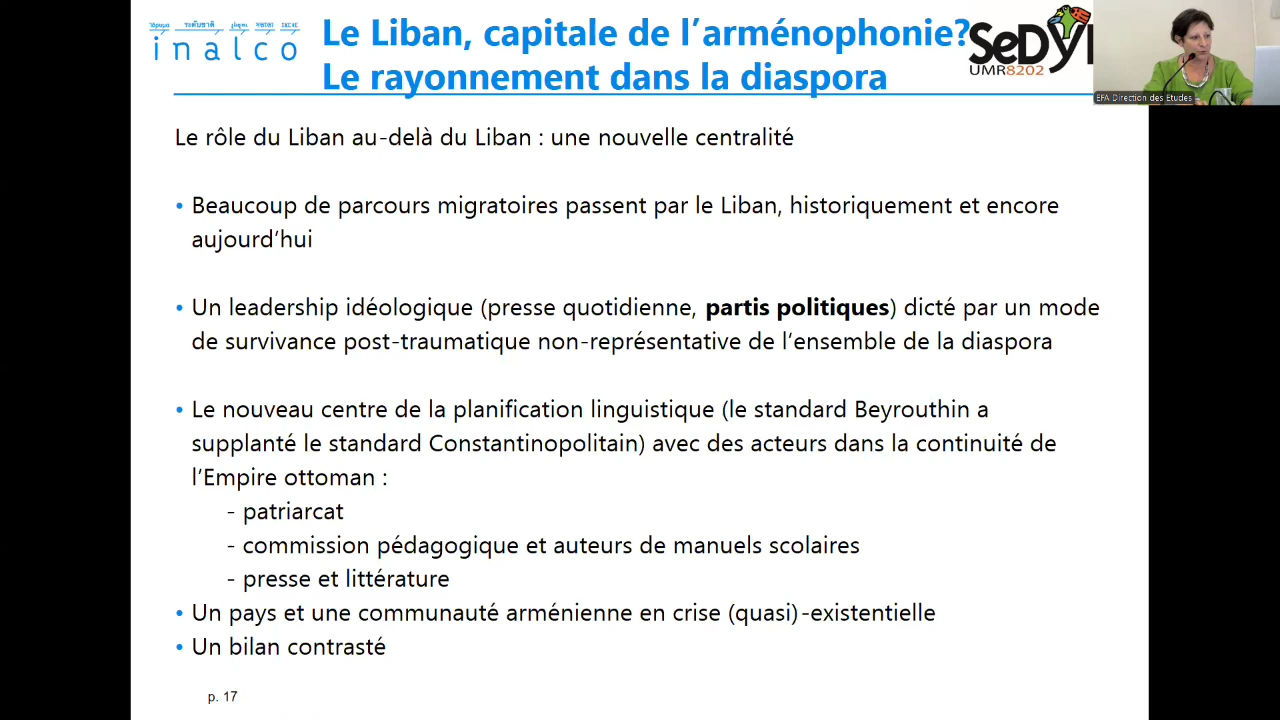 inalco
Le Liban, capitale de l’arménophonie?
Le rayonnement dans la diaspora
SeDyL
UMR8202
EFA Direction des Etudes
Le rôle du Liban au-delà du Liban : une nouvelle centralité
• Beaucoup de parcours migratoires passent par le Liban, historiquement et encore
aujourd’hui
• Un leadership idéologique (presse quotidienne, partis politiques) dicté par un mode
de survivance post-traumatique non-représentative de l’ensemble de la diaspora
• Le nouveau centre de la planification linguistique (le standard Beyrouthin a
supplanté le standard Constantinopolitain) avec des acteurs dans la continuité de
l’Empire ottoman :
- patriarcat
- commission pédagogique et auteurs de manuels scolaires
- presse et littérature
• Un pays et une communauté arménienne en crise (quasi)-existentielle
• Un bilan contrasté
p. 17